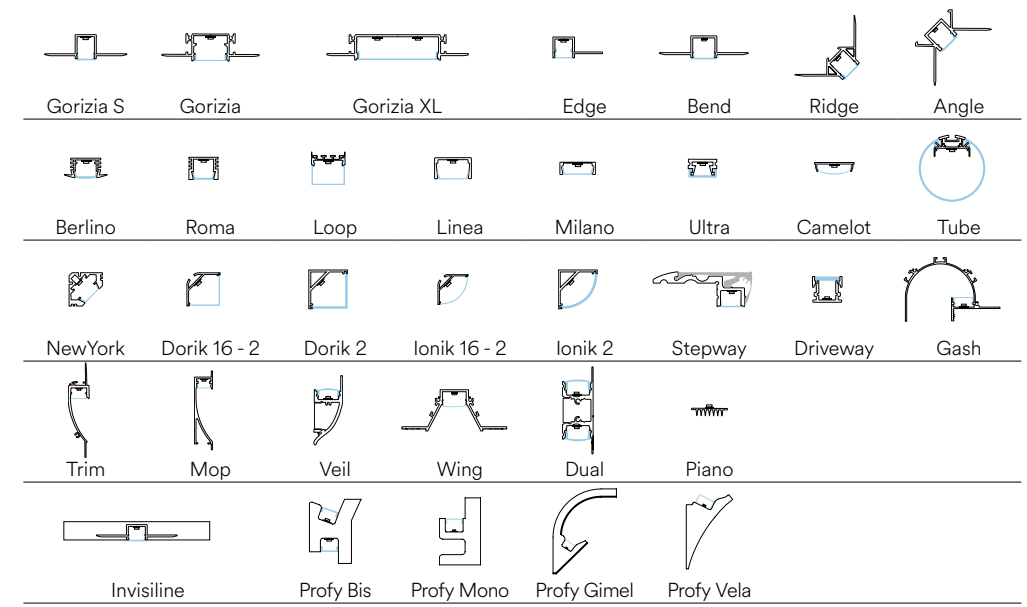 Gorizia S Gorizia Gorizia XL Edge Bend Ridge Angle
Berlino Roma Loop Linea Milano Ultra Camelot Tube
NewYork Dorik 16 - 2 Dorik 2 Ionik 16 - 2 Ionik 2 Stepway Driveway Gash
Trim Mop Veil Wing Dual Piano
Invisiline Profy Bis Profy Mono Profy Gimel Profy Vela